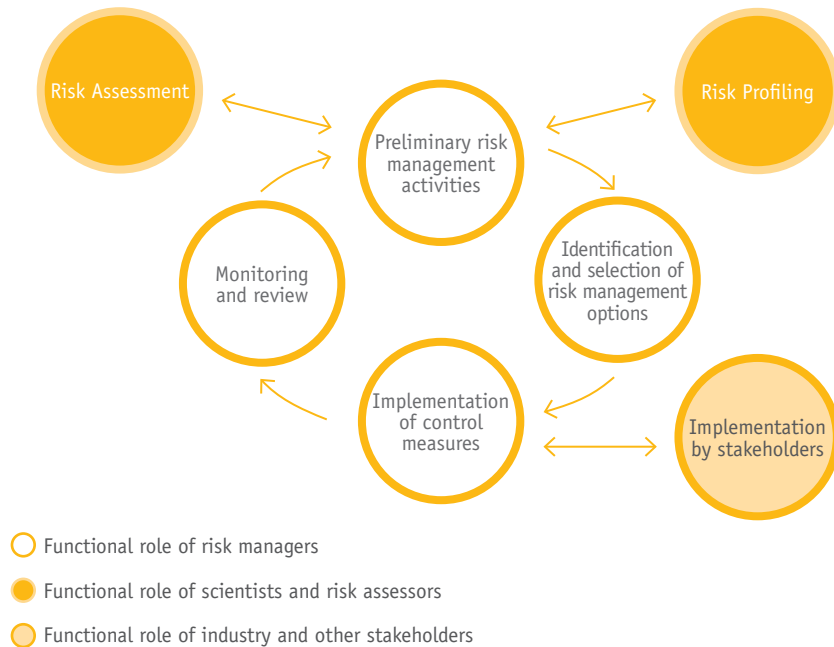 Risk Assessment
Risk Profiling
Preliminary risk
management
activities
Monitoring
and review
Identification
and selection of
risk management
options
Implementation
of control
measures
Implementation
by stakeholders
Functional role of risk managers
Functional role of scientists and risk assessors
Functional role of industry and other stakeholders